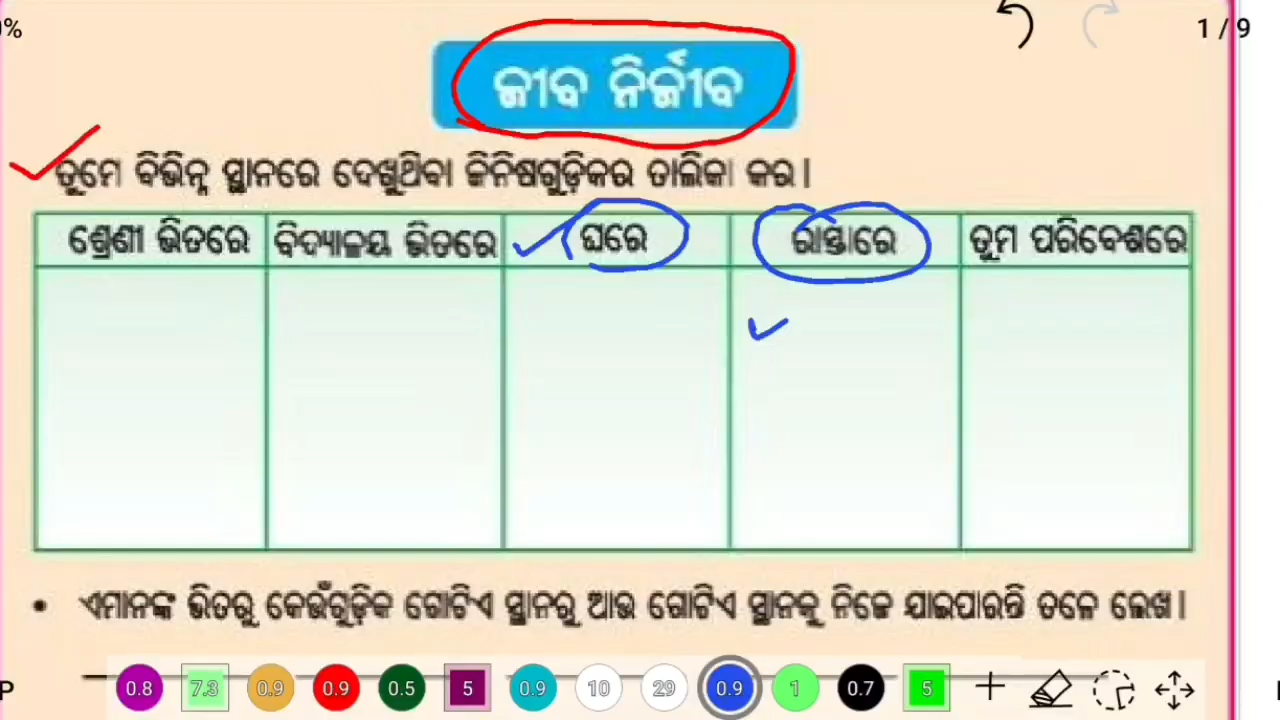 0%
1 / 9
ଜୀବ ନିର୍ଜୀବ
ତୁମେ ବିଭିନ୍ନ ସ୍ଥାନରେ ଦେଖୁଥିବା ଜିନିଷଗୁଡ଼ିକର ତାଲିକା କର।
ଶ୍ରେଣୀ ଭିତରେ ବିଦ୍ୟାଳୟ ଭିତରେ ଘରେ ରାସ୍ତାରେ ତୁମ ପରିବେଶରେ
• ଏମାନଙ୍କ ଭିତରୁ କେଉଁଗୁଡ଼ିକ ଗୋଟିଏ ସ୍ଥାନରୁ ଆଉ ଗୋଟିଏ ସ୍ଥାନକୁ ନିଜେ ଯାଇପାରନ୍ତି ତଳେ ଲେଖ।
P 0.8 7.3 0.9 0.9 0.5 5 0.9 10 29 0.9 1 0.7 5